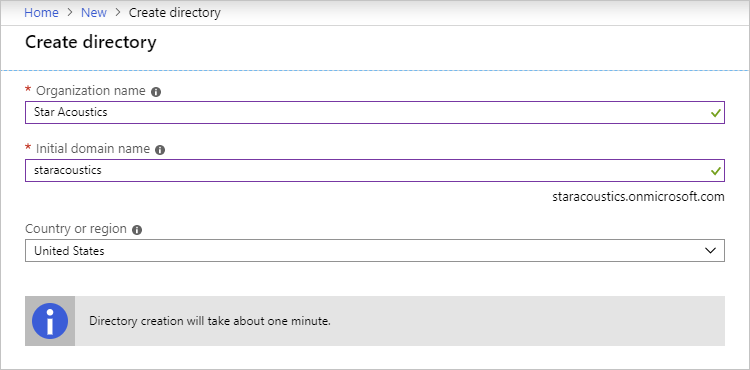 Home > New > Create directory
Create directory
* Organization name
Star Acoustics
* Initial domain name
staracoustics
staracoustics.onmicrosoft.com
Country or region
United States
Directory creation will take about one minute.